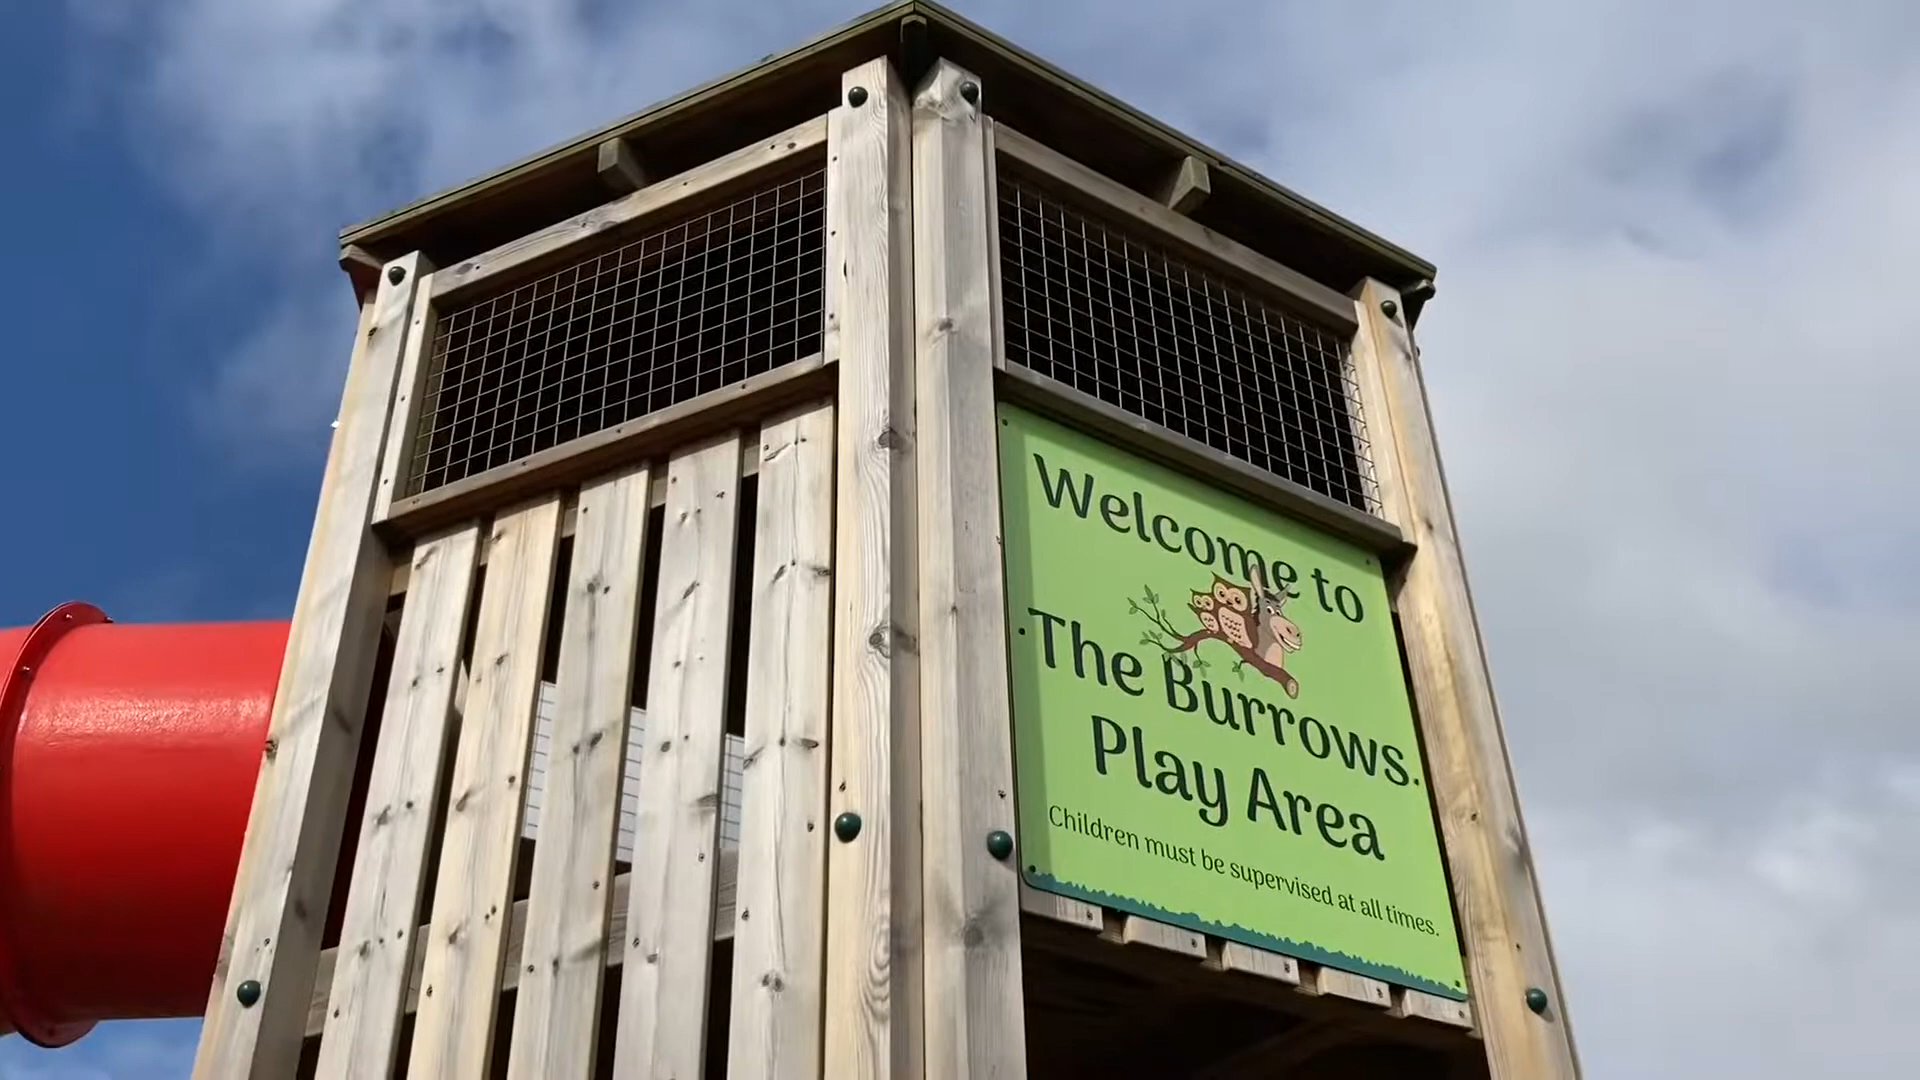 Welcome to
The Burrows.
Play Area
Children must be supervised at all times.